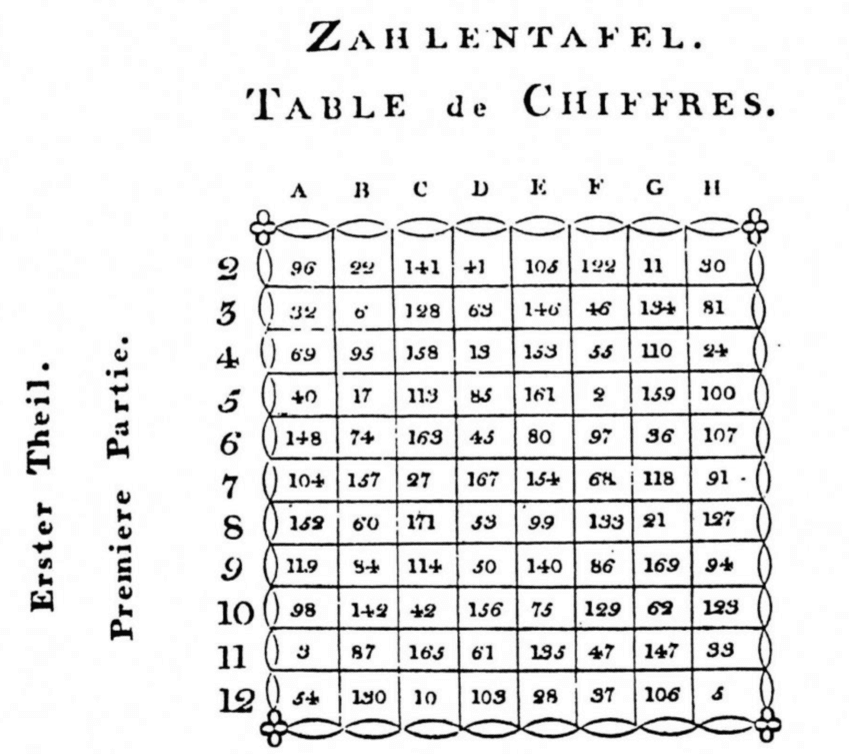 ZAHLENTAFEL.
TABLE de CHIFFRES.
A B C D E F G H
2 96 22 141 41 105 122 11 30
3 32 6 128 63 146 46 134 81
4 69 95 158 13 153 55 110 24
5 40 17 113 85 161 2 159 100
6 148 74 163 45 80 97 36 107
7 104 157 27 167 154 68 118 91
8 152 60 171 53 99 133 21 127
9 119 84 114 50 140 86 169 94
10 98 142 42 156 75 129 62 123
11 3 87 165 61 135 47 147 33
12 54 130 10 103 28 37 106 5
Erster Theil.
Premiere Partie.